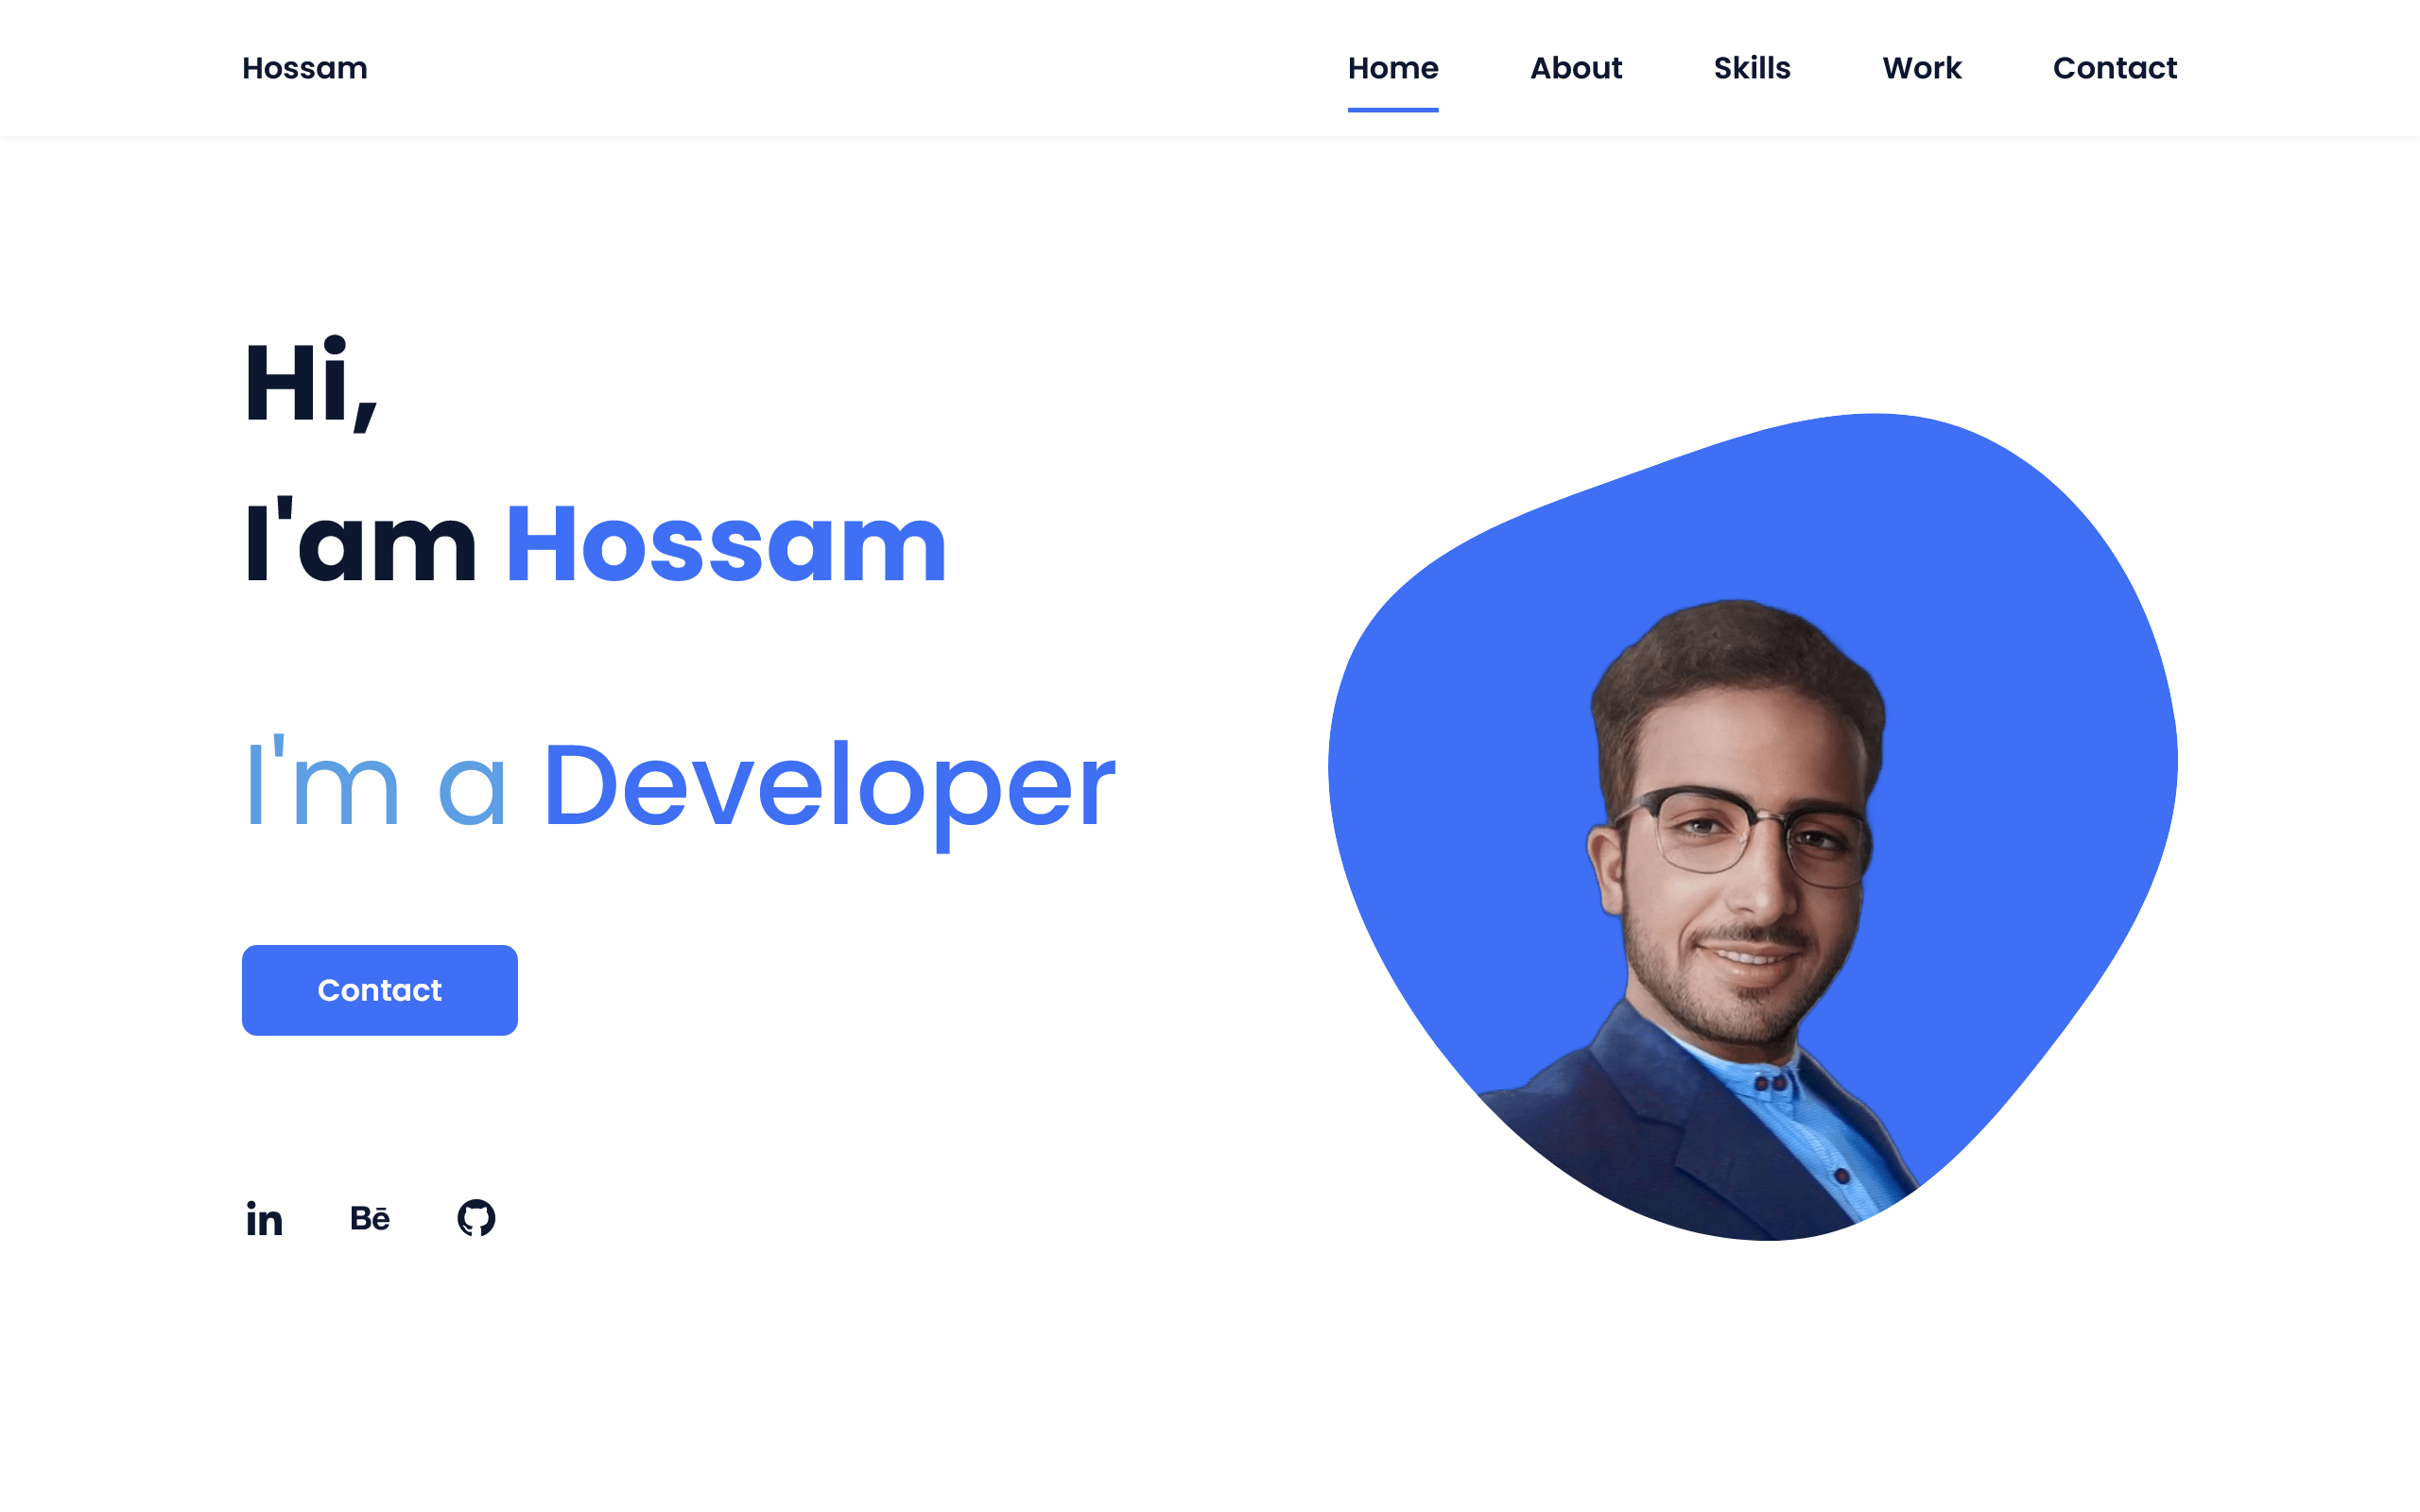 Hossam
Home About Skills Work Contact
Hi,
I'am Hossam
I'm a Developer
Contact
in Bē